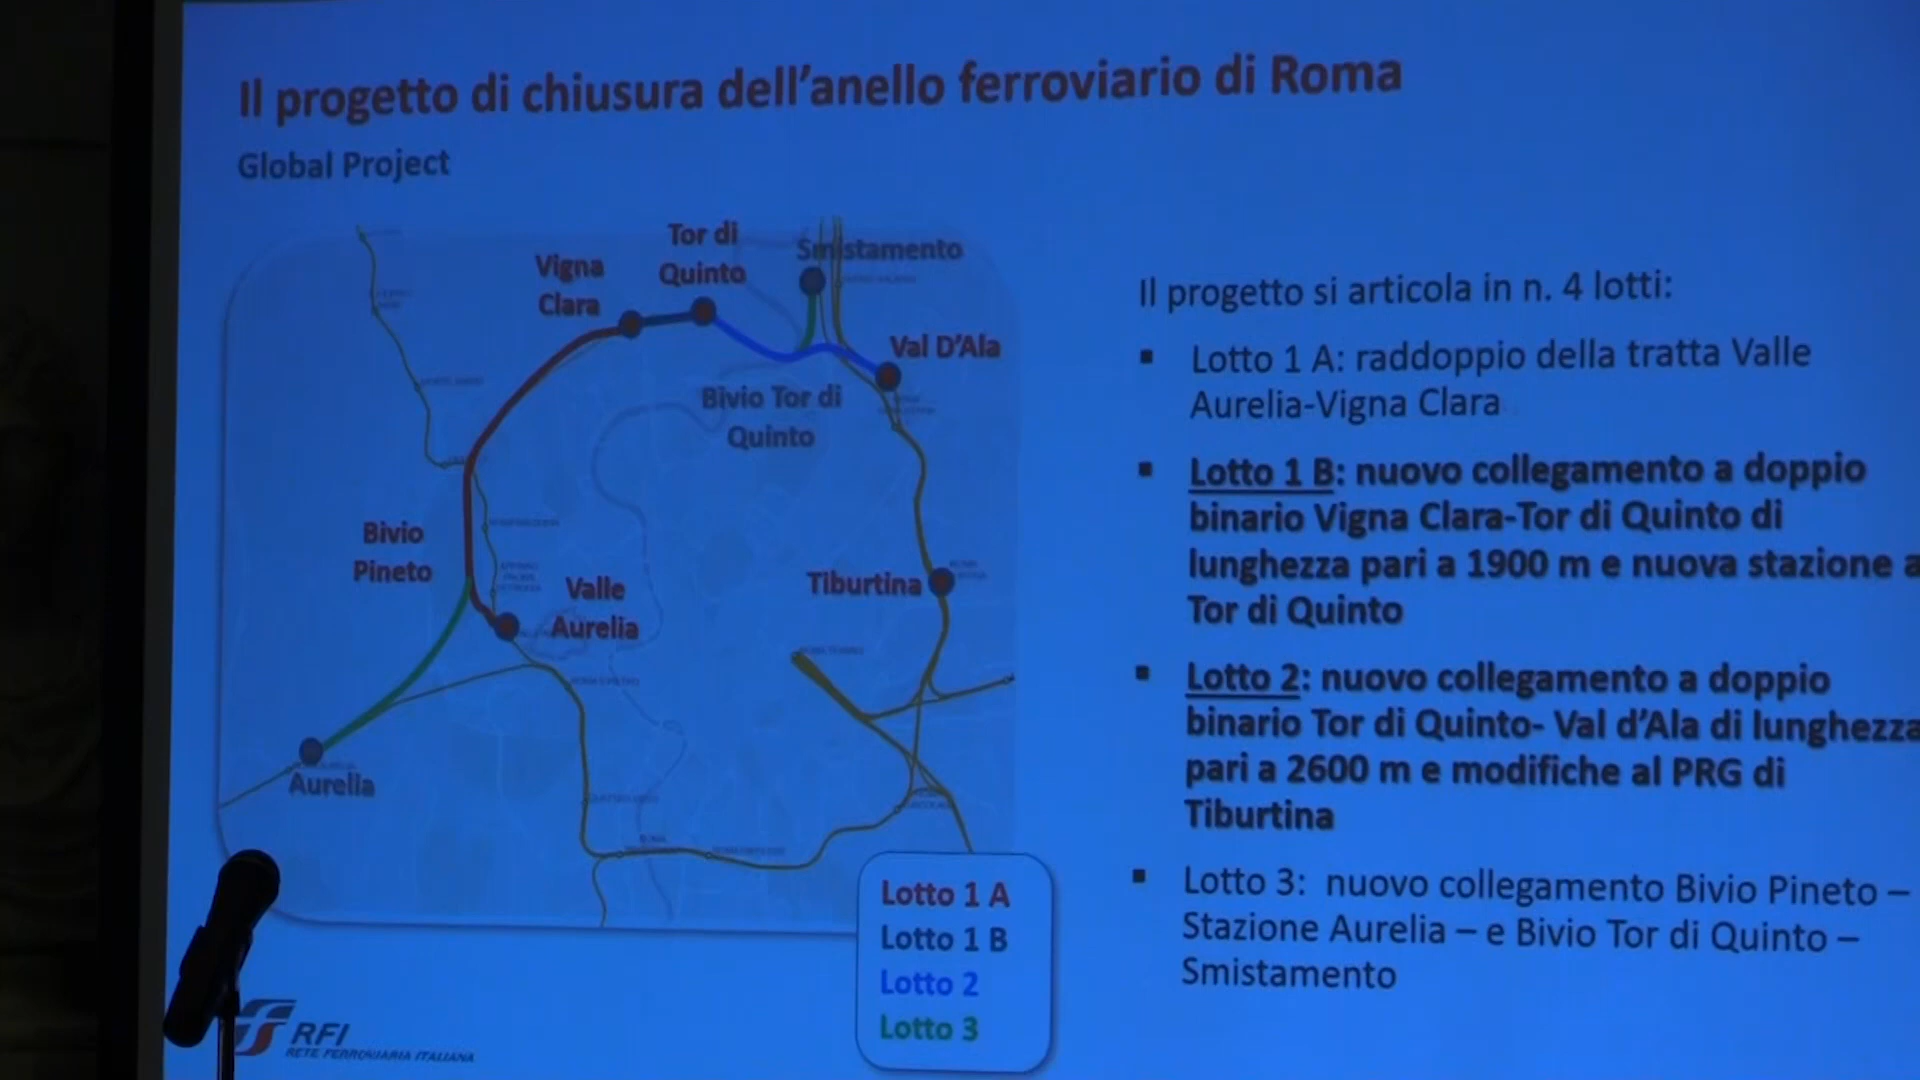 Il progetto di chiusura dell'anello ferroviario di Roma
Global Project
Tor di
Quinto
Vigna
Clara
Smistamento
Val D'Ala
Bivio Tor di
Quinto
Bivio
Pineto
Valle
Aurelia
Tiburtina
Aurelia
Lotto 1 A
Lotto 1 B
Lotto 2
Lotto 3
Il progetto si articola in n. 4 lotti:
▪ Lotto 1 A: raddoppio della tratta Valle
Aurelia-Vigna Clara
▪ Lotto 1 B: nuovo collegamento a doppio
binario Vigna Clara-Tor di Quinto di
lunghezza pari a 1900 m e nuova stazione a
Tor di Quinto
▪ Lotto 2: nuovo collegamento a doppio
binario Tor di Quinto- Val d'Ala di lunghezza
pari a 2600 m e modifiche al PRG di
Tiburtina
▪ Lotto 3: nuovo collegamento Bivio Pineto –
Stazione Aurelia – e Bivio Tor di Quinto –
Smistamento
RFI
RETE FERROVIARIA ITALIANA